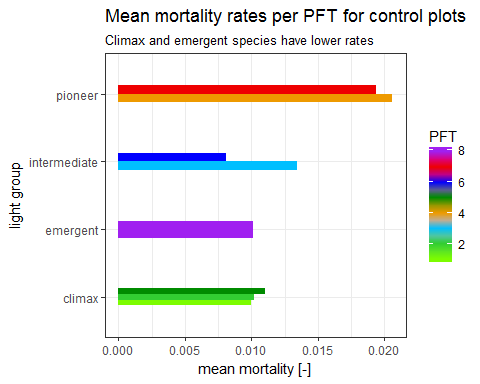 Mean mortality rates per PFT for control plots
Climax and emergent species have lower rates
light group
pioneer
intermediate
emergent
climax
0.000 0.005 0.010 0.015 0.020
mean mortality [-]
PFT
8
6
4
2